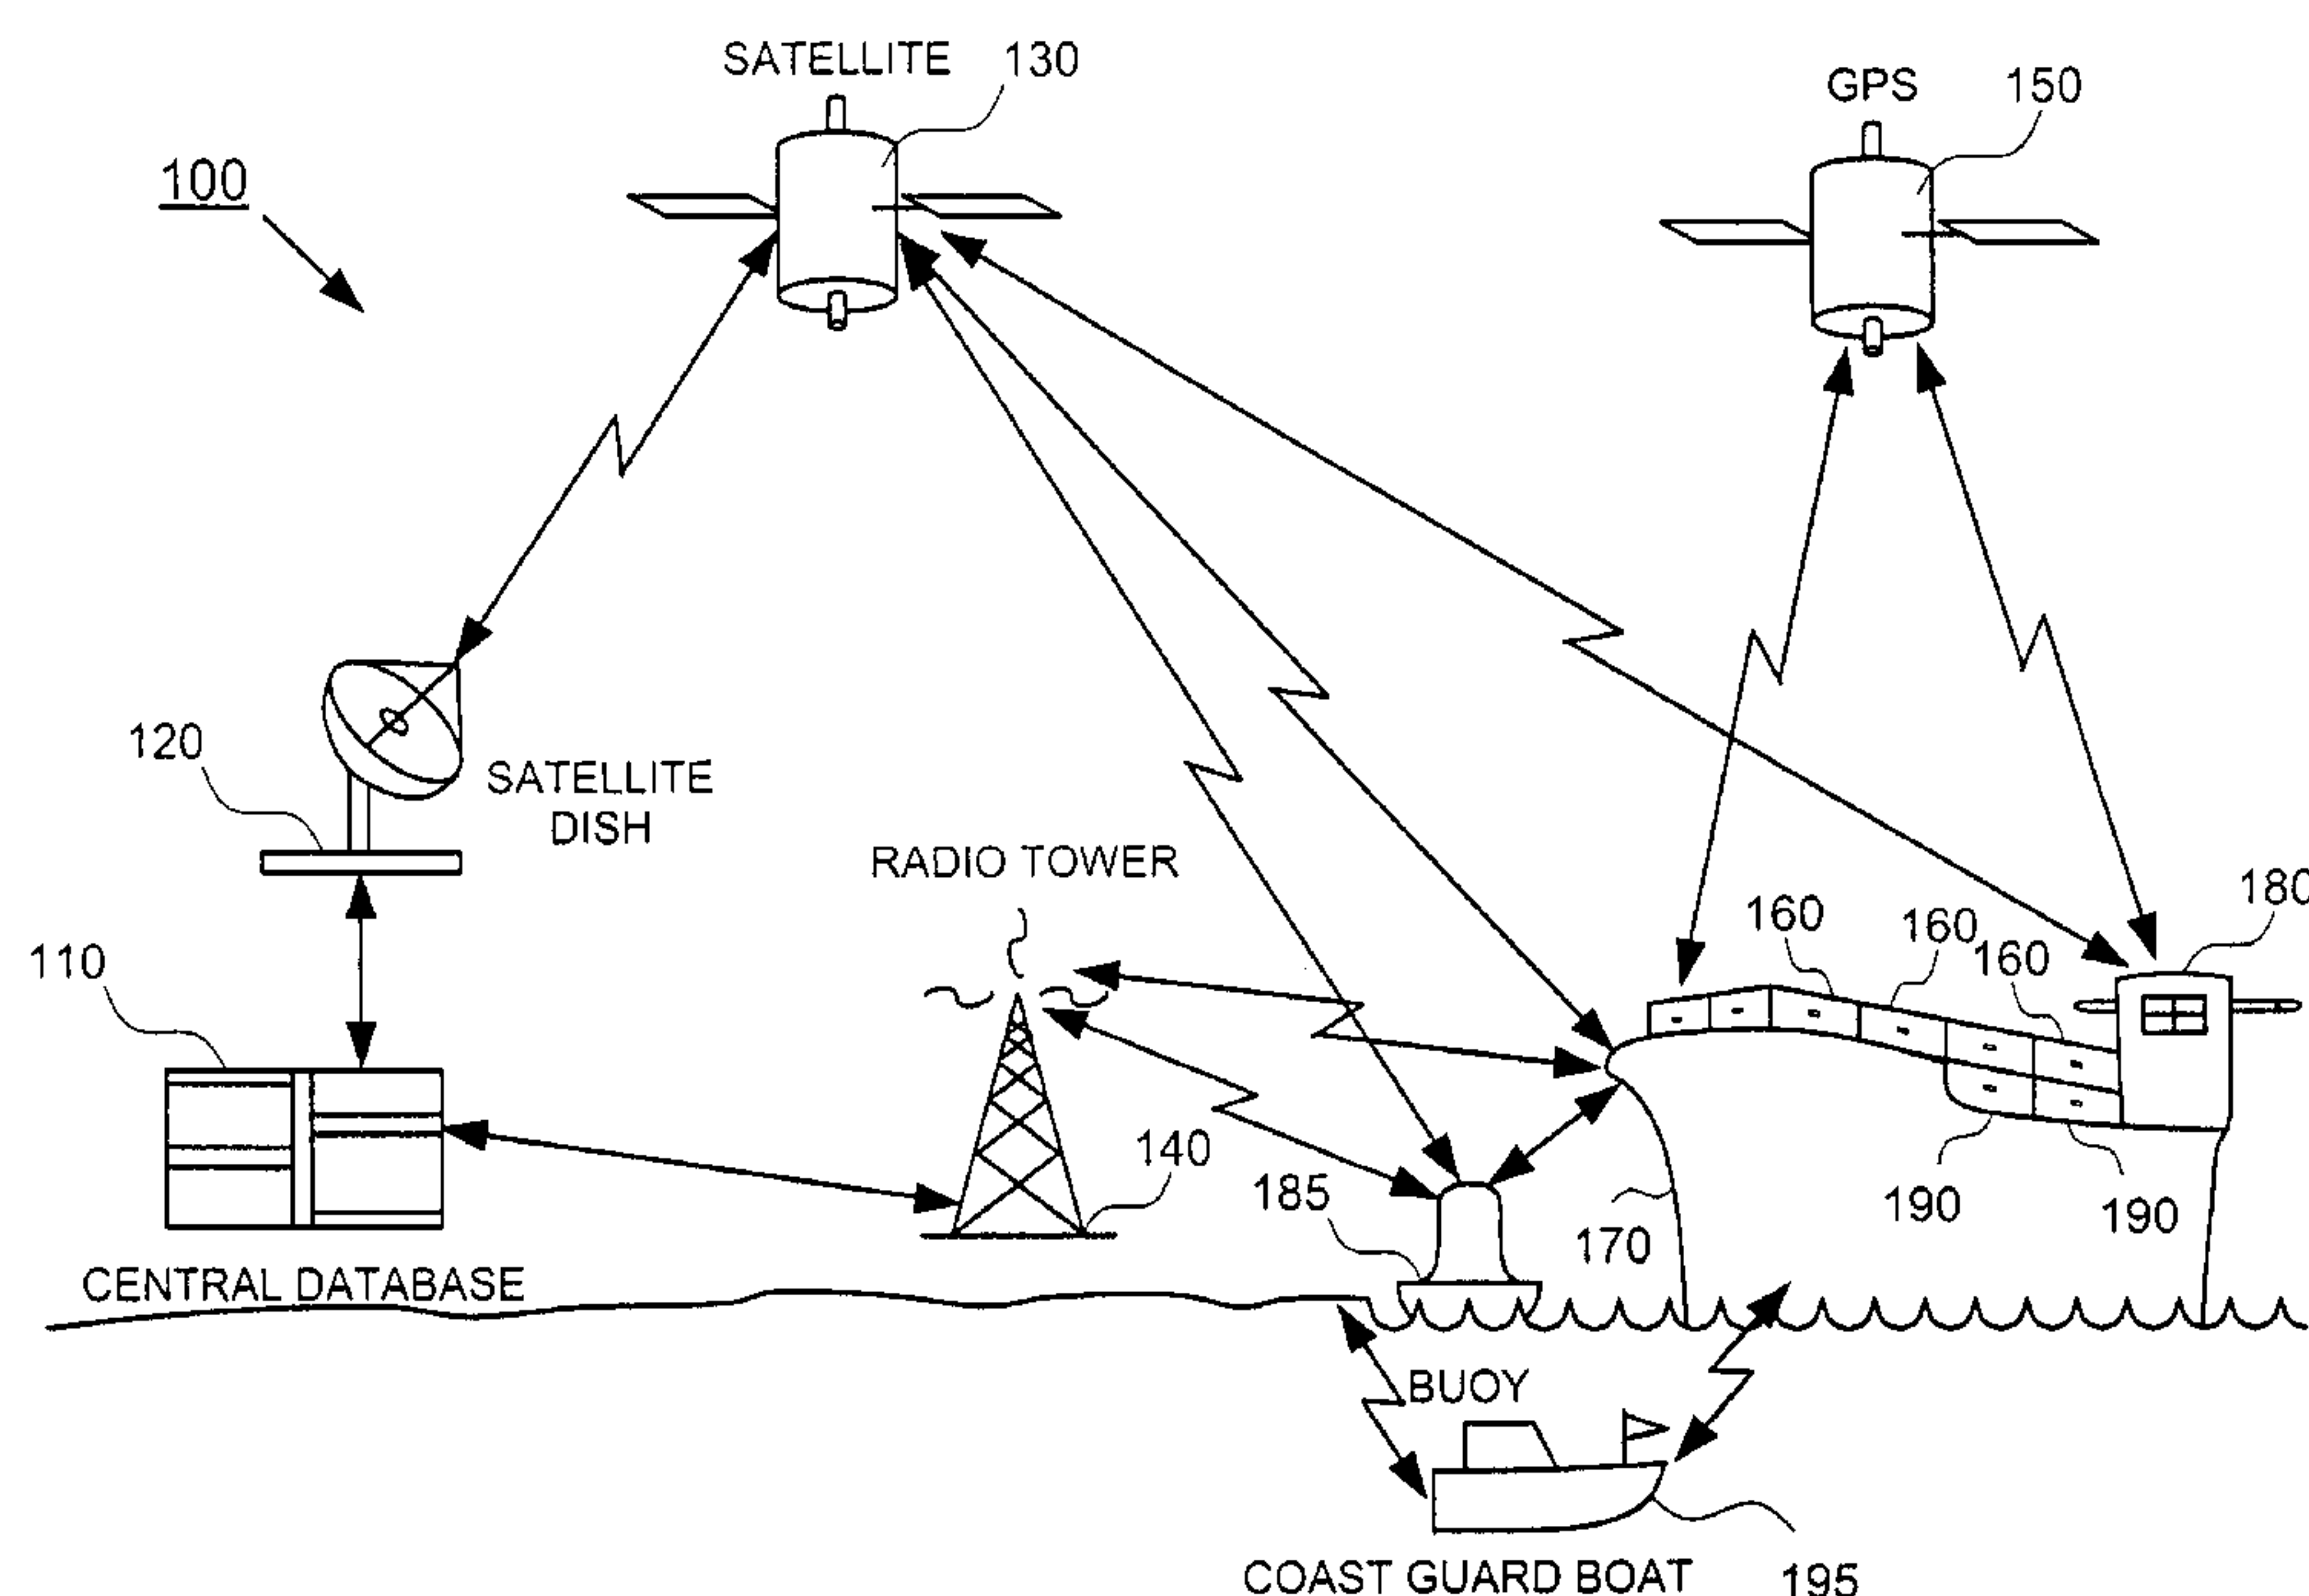 SATELLITE 130
GPS 150
100
120
SATELLITE
DISH
RADIO TOWER
180
160
160
160
110
140
185
170
190
190
CENTRAL DATABASE
BUOY
COAST GUARD BOAT 195